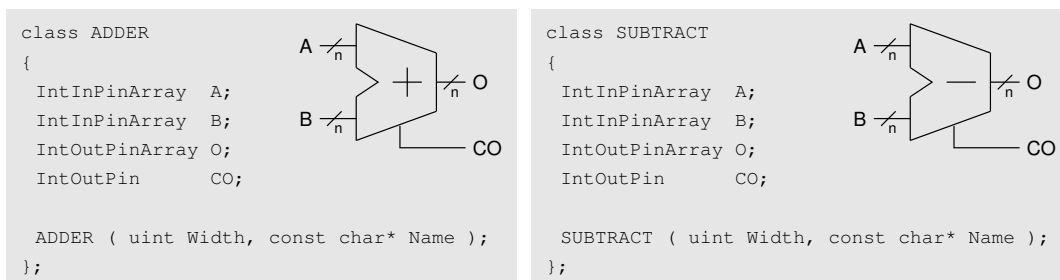 class ADDER
{
IntInPinArray A;
IntInPinArray B;
IntOutPinArray O;
IntOutPin CO;
ADDER ( uint Width, const char* Name );
};
A
n
B
n
+
n
O
CO
class SUBTRACT
{
IntInPinArray A;
IntInPinArray B;
IntOutPinArray O;
IntOutPin CO;
SUBTRACT ( uint Width, const char* Name );
};
A
n
B
n
−
n
O
CO